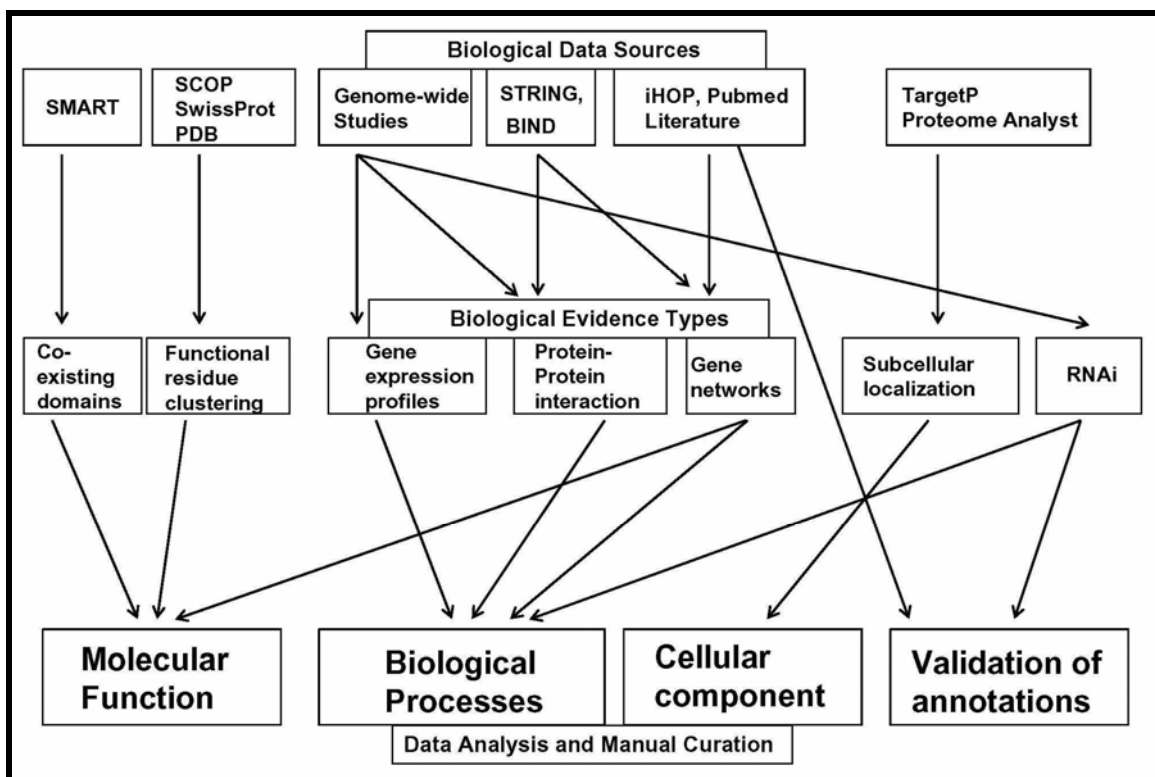 Biological Data Sources
SMART
SCOP
SwissProt
PDB
Genome-wide
Studies
STRING,
BIND
iHOP, Pubmed
Literature
TargetP
Proteome Analyst
Biological Evidence Types
Co-
existing
domains
Functional
residue
clustering
Gene
expression
profiles
Protein-
Protein
interaction
Gene
networks
Subcellular
localization
RNAi
Molecular
Function
Biological
Processes
Cellular
component
Validation of
annotations
Data Analysis and Manual Curation